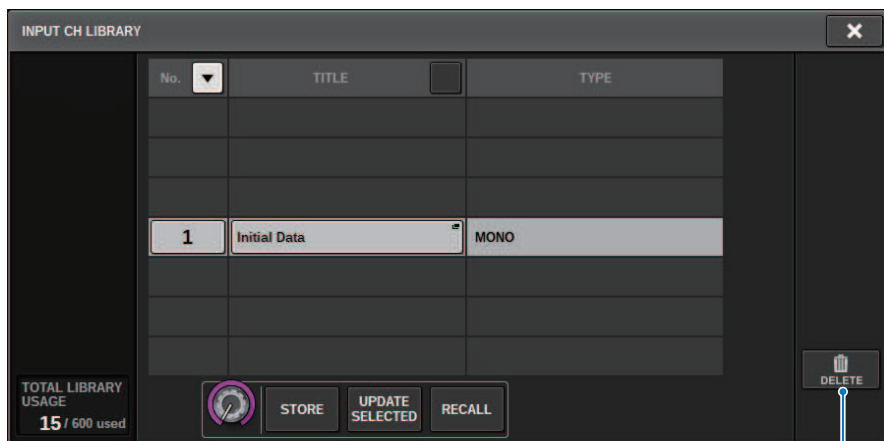 INPUT CH LIBRARY
No. TITLE TYPE
1 Initial Data MONO
DELETE
TOTAL LIBRARY
USAGE
15 / 600 used
STORE
UPDATE
SELECTED
RECALL